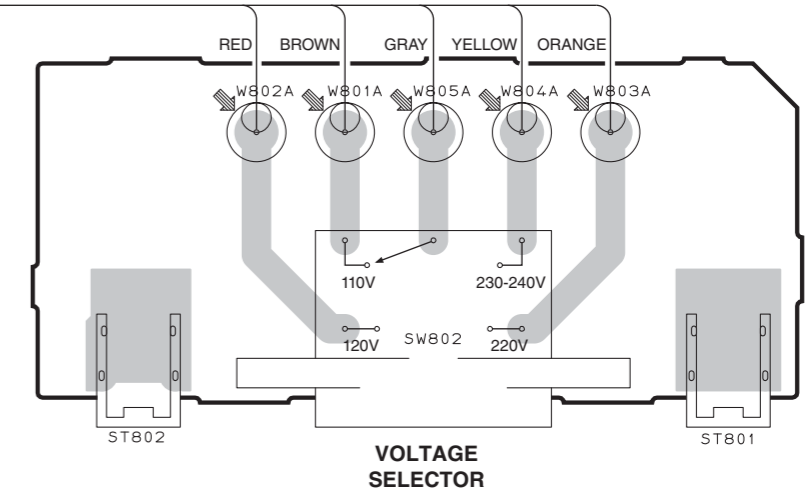 RED BROWN GRAY YELLOW ORANGE
W802A W801A W805A W804A W803A
110V 230-240V
120V SW802 220V
ST802 ST801
VOLTAGE
SELECTOR